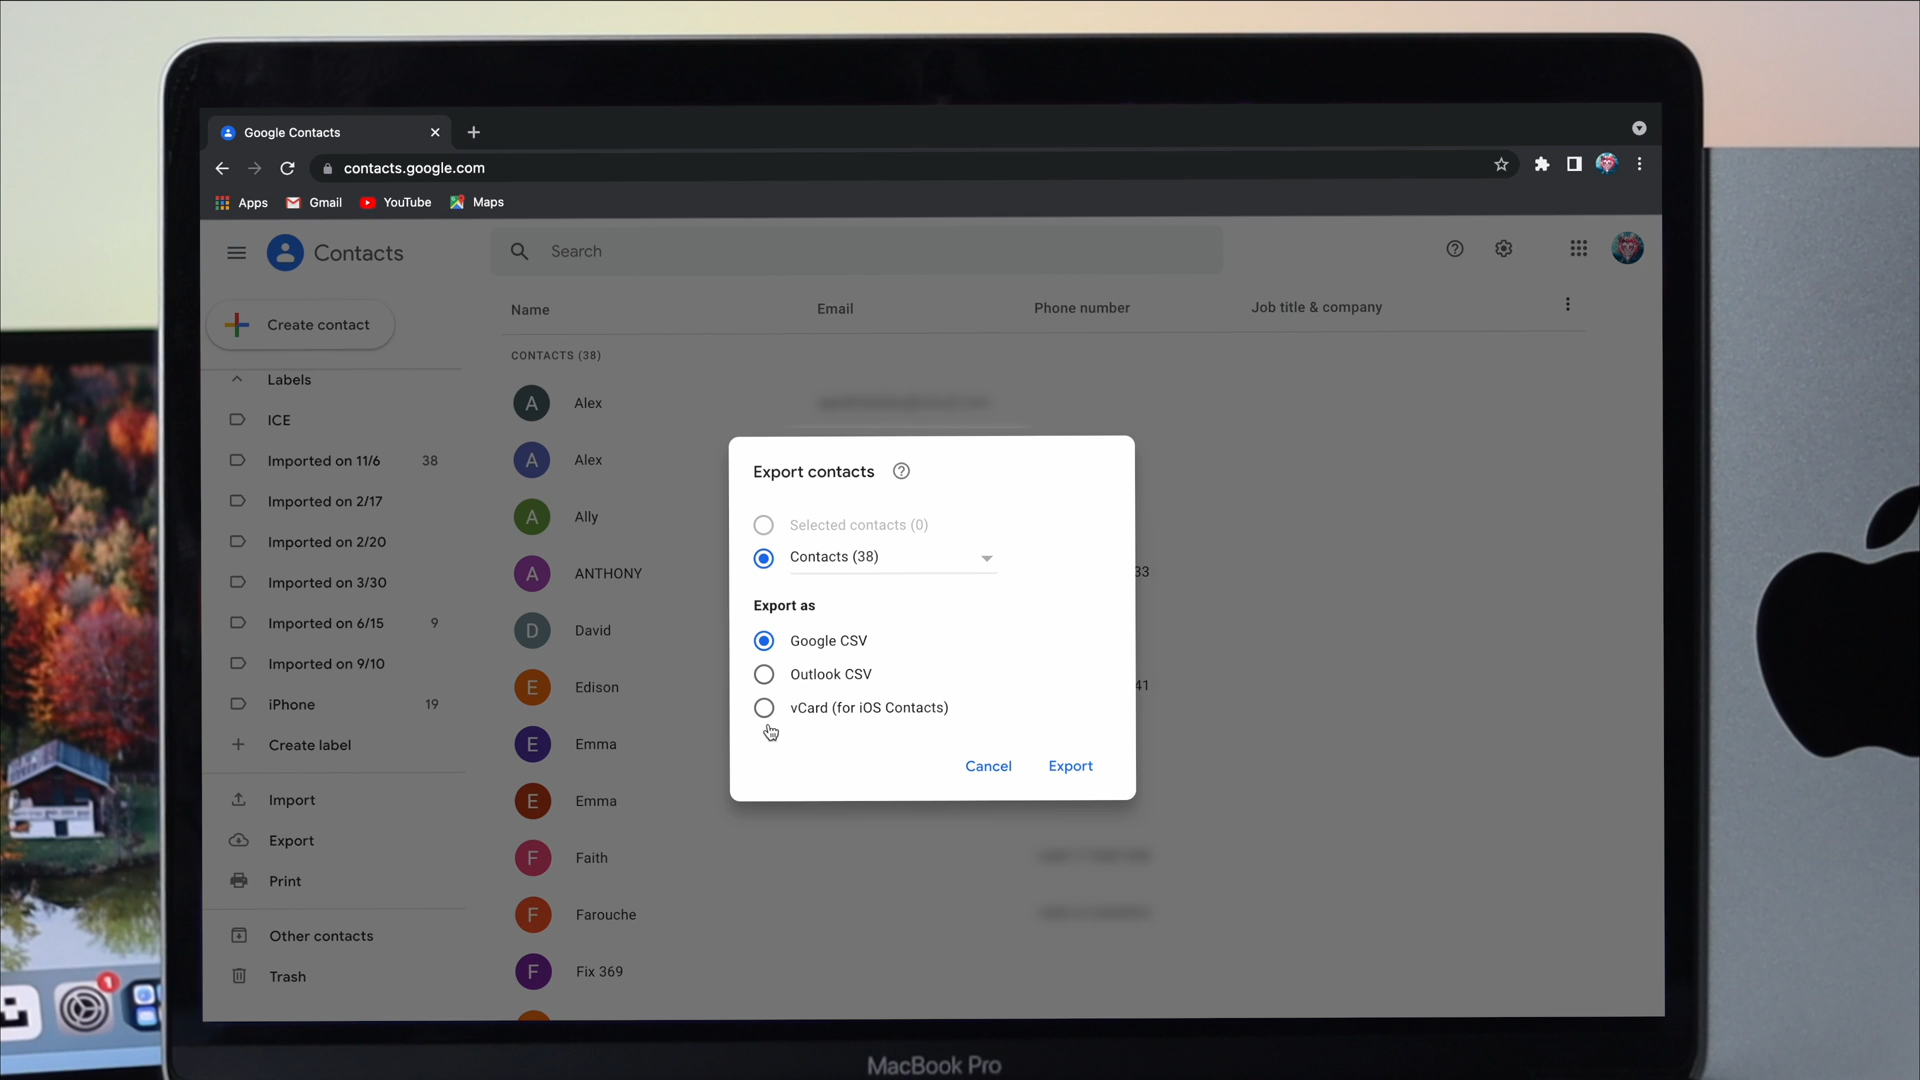 Google Contacts
contacts.google.com
Apps Gmail YouTube Maps
Contacts
Search
Create contact
Name Email Phone number Job title & company
CONTACTS (38)
Labels
ICE
Imported on 11/6 38
Imported on 2/17
Imported on 2/20
Imported on 3/30
Imported on 6/15 9
Imported on 9/10
iPhone 19
Create label
Import
Export
Print
Other contacts
Trash
A Alex
A Alex
A Ally
A ANTHONY 33
D David
E Edison 41
E Emma
E Emma
F Faith
F Farouche
F Fix 369
Export contacts
Selected contacts (0)
Contacts (38)
Export as
Google CSV
Outlook CSV
vCard (for iOS Contacts)
Cancel Export
1
MacBook Pro